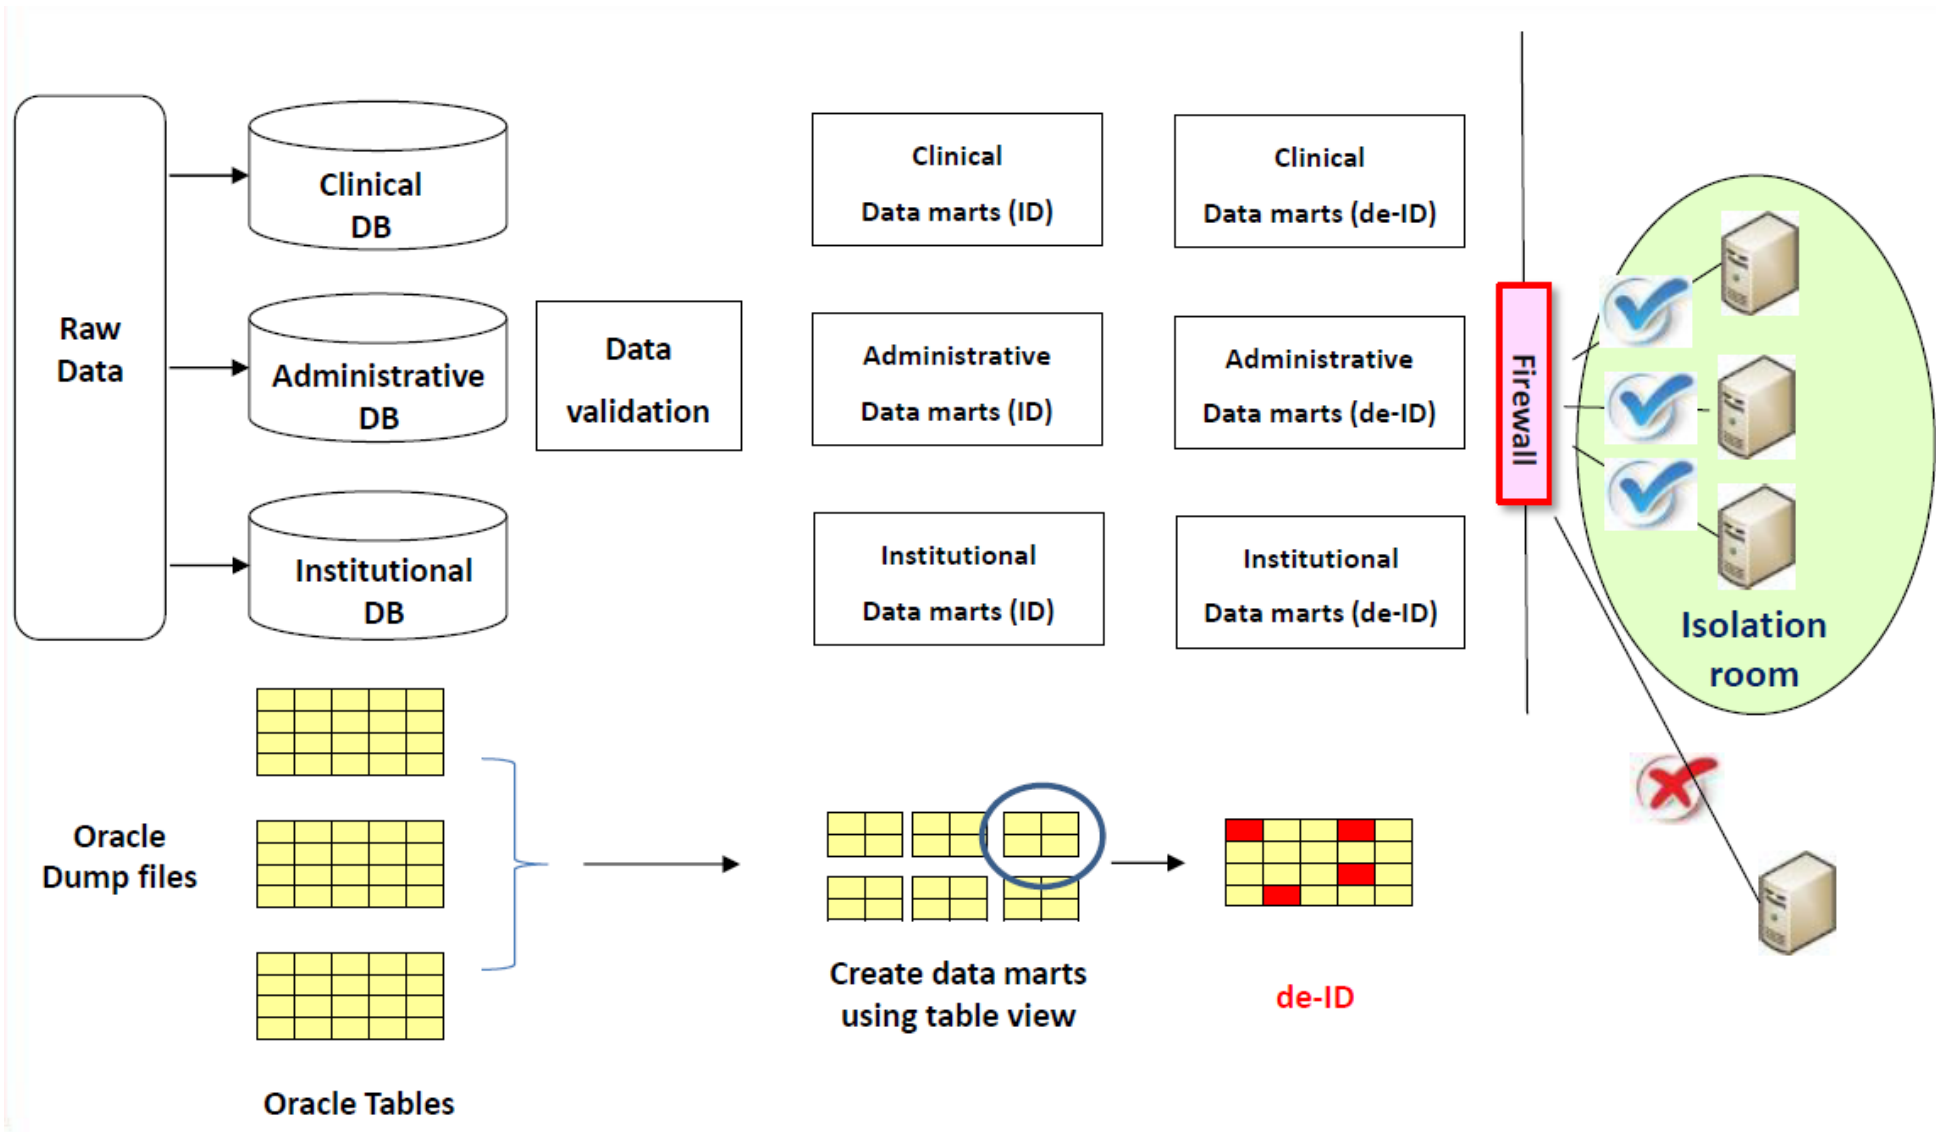 Raw
Data
Clinical
DB
Administrative
DB
Institutional
DB
Data
validation
Clinical
Data marts (ID)
Administrative
Data marts (ID)
Institutional
Data marts (ID)
Clinical
Data marts (de-ID)
Administrative
Data marts (de-ID)
Institutional
Data marts (de-ID)
Firewall
Isolation
room
Oracle
Dump files
Oracle Tables
Create data marts
using table view
de-ID